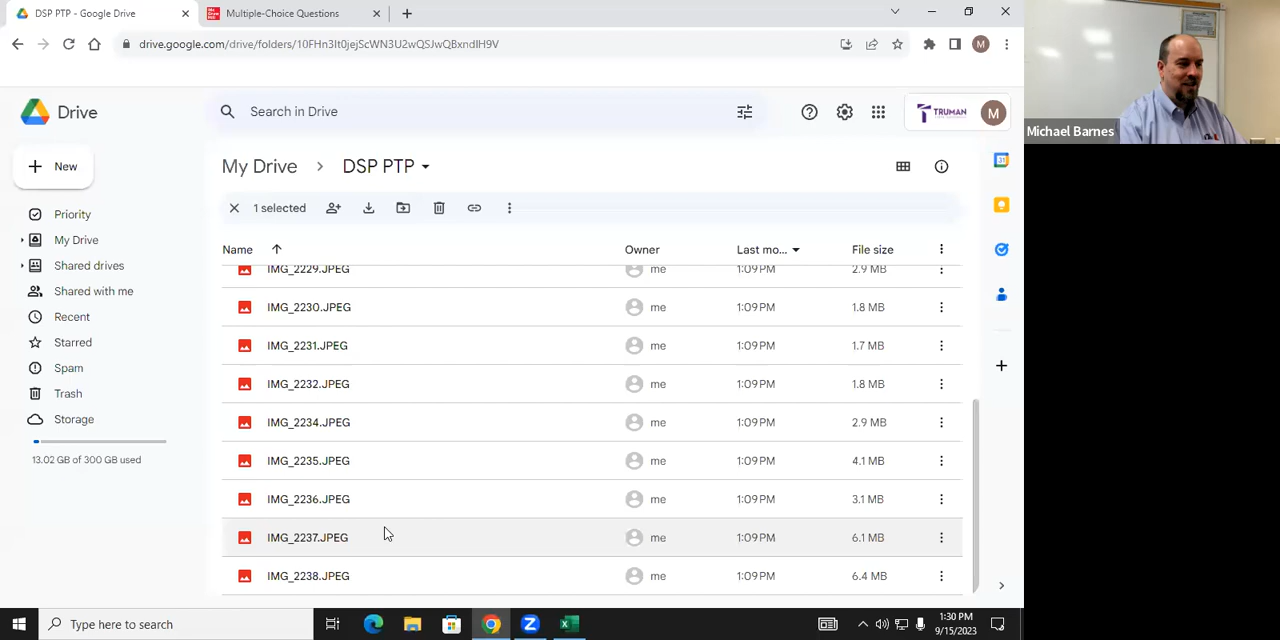 DSP PTP - Google Drive
Multiple-Choice Questions
drive.google.com/drive/folders/10FHn3It0jejScWN3U2wQSJwQBxndIH9V
M
Drive
Search in Drive
TRUMAN
M
Michael Barnes
New
My Drive
DSP PTP
31
1 selected
Priority
My Drive
Shared drives
Shared with me
Recent
Starred
Spam
Trash
Storage
13.02 GB of 300 GB used
Name
Owner
Last mo...
File size
IMG_2229.JPEG me 1:09 PM 2.9 MB
IMG_2230.JPEG me 1:09 PM 1.8 MB
IMG_2231.JPEG me 1:09 PM 1.7 MB
IMG_2232.JPEG me 1:09 PM 1.8 MB
IMG_2234.JPEG me 1:09 PM 2.9 MB
IMG_2235.JPEG me 1:09 PM 4.1 MB
IMG_2236.JPEG me 1:09 PM 3.1 MB
IMG_2237.JPEG me 1:09 PM 6.1 MB
IMG_2238.JPEG me 1:09 PM 6.4 MB
Type here to search
1:30 PM
9/15/2023